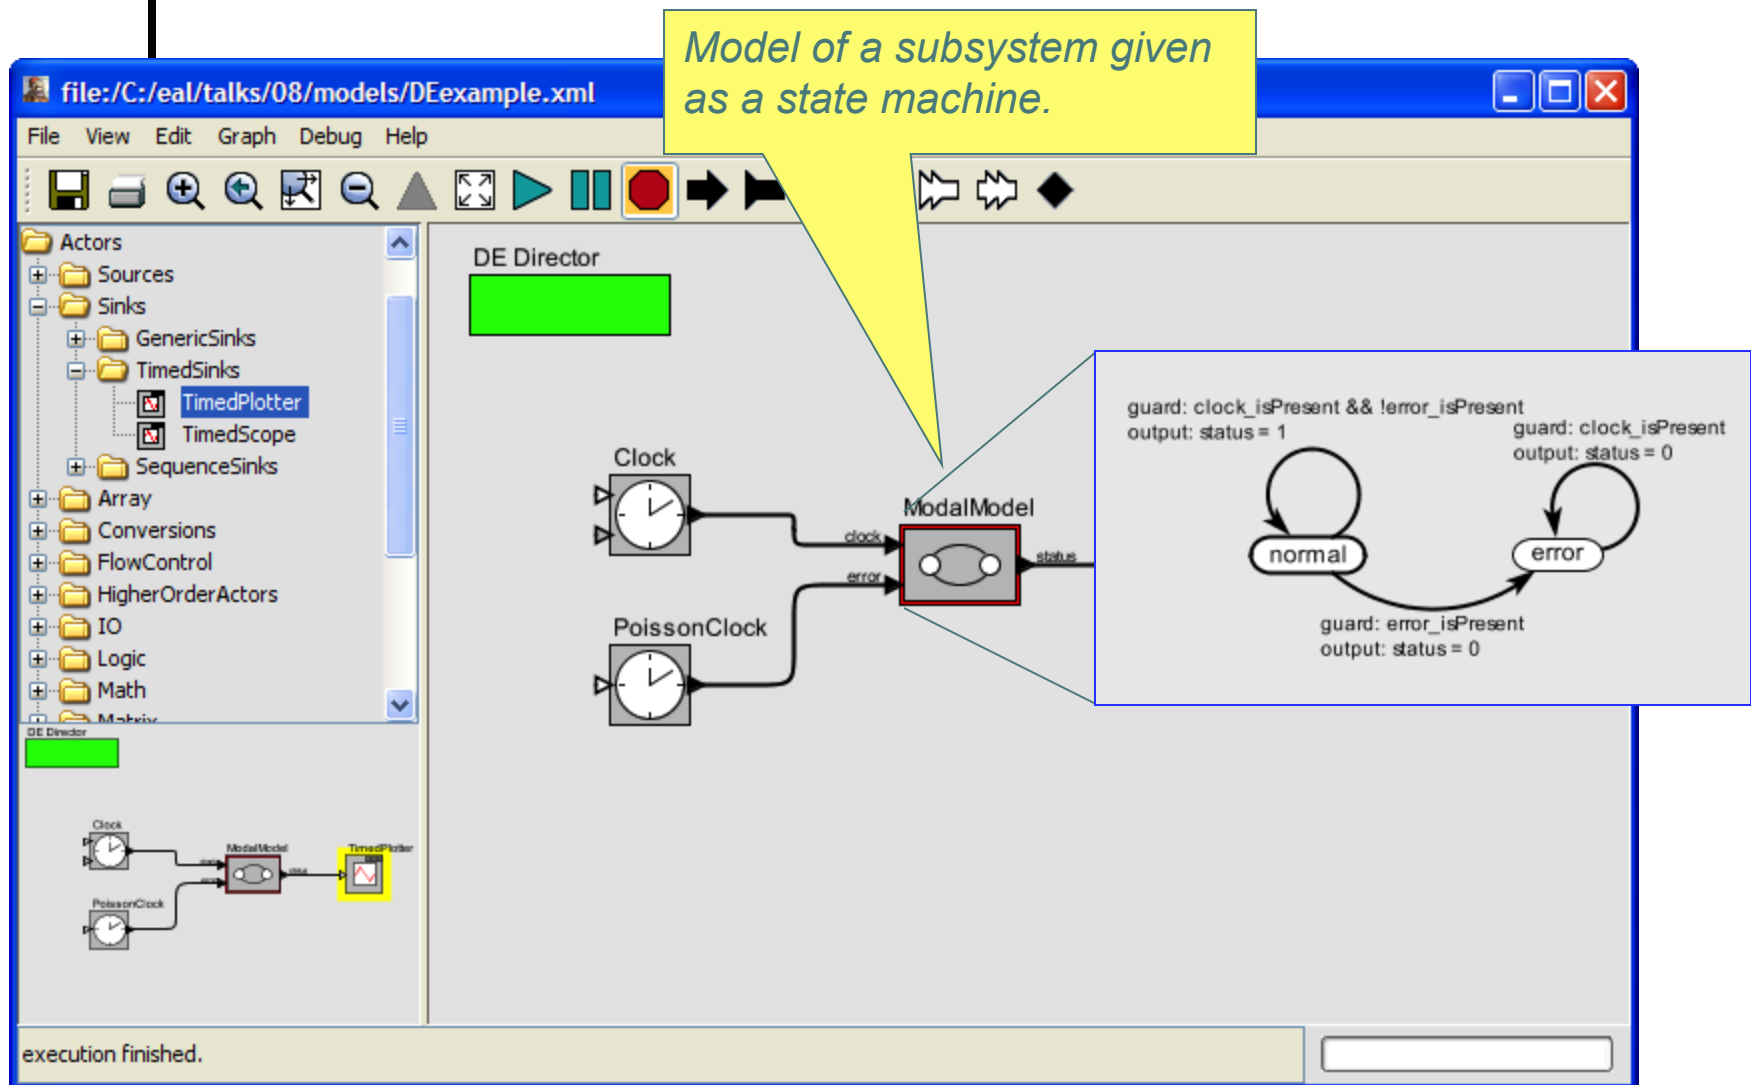 Model of a subsystem given
as a state machine.
file:/C:/eal/talks/08/models/DEexample.xml
File View Edit Graph Debug Help
Actors
Sources
Sinks
GenericSinks
TimedSinks
TimedPlotter
TimedScope
SequenceSinks
Array
Conversions
FlowControl
HigherOrderActors
IO
Logic
Math
Matrix
DE Director
Clock
ModalModel
TimedPlotter
status
PoissonClock
DE Director
Clock
clock
error
ModalModel
status
PoissonClock
guard: clock_isPresent && !error_isPresent
output: status = 1
guard: clock_isPresent
output: status = 0
normal
error
guard: error_isPresent
output: status = 0
execution finished.